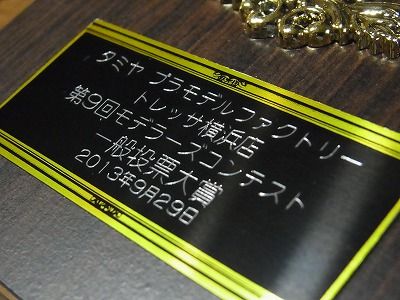 タミヤ プラモデルファクトリー
トレッサ横浜店
第9回モデラーズコンテスト
一般投票大賞
2013年9月29日